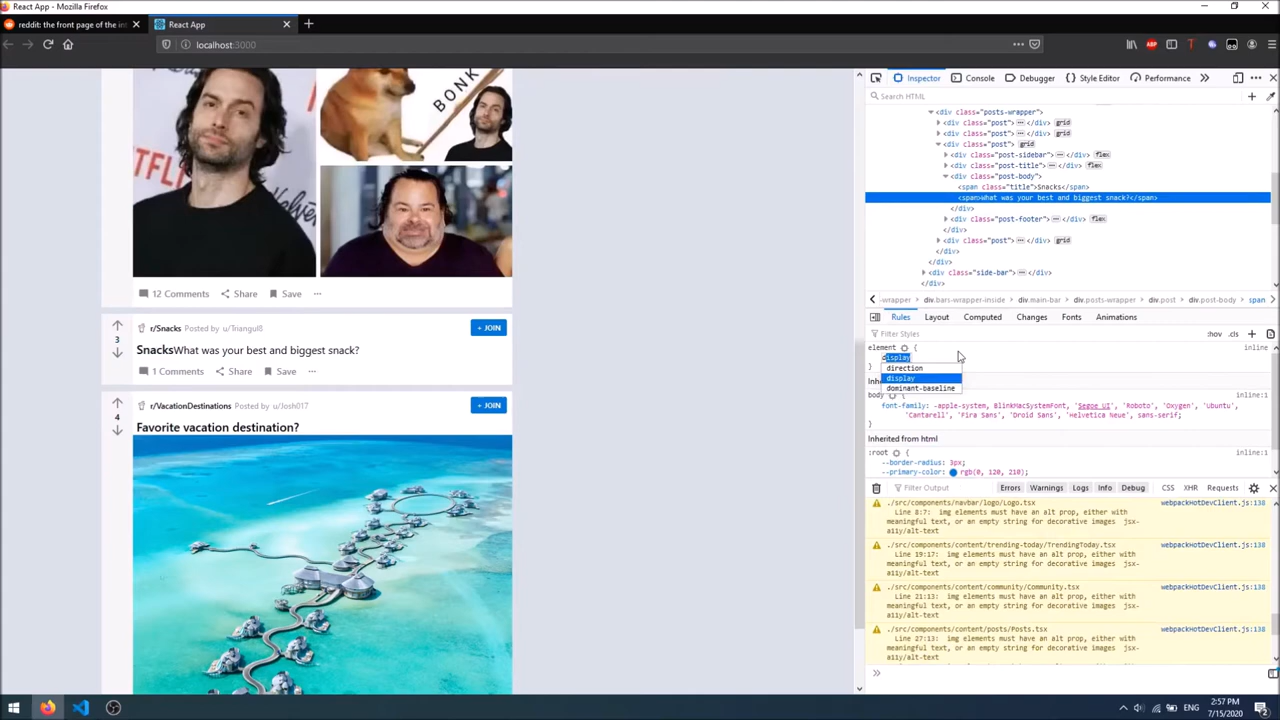 React App - Mozilla Firefox
reddit: the front page of the int
React App
localhost:3000
Inspector
Console
Debugger
Style Editor
Performance
Search HTML
<div class="posts-wrapper">
<div class="post"> </div> grid
<div class="post"> </div> grid
<div class="post"> grid
<div class="post-sidebar"> </div> flex
<div class="post-title"> </div> flex
<div class="post-body">
<span class="title">Snacks</span>
<span>What was your best and biggest snack?</span>
</div>
<div class="post-footer"> </div> flex
</div>
<div class="post"> </div> grid
</div>
</div>
<div class="side-bar"> </div>
</div>
-wrapper > div.bars-wrapper-inside > div.main-bar > div.posts-wrapper > div.post > div.post-body > span
Rules
Layout
Computed
Changes
Fonts
Animations
Filter Styles
:hov .cls +
element { inline
display
}
direction
display
dominant-baseline
Inhe
body { inline:1
font-family: -apple-system, BlinkMacSystemFont, 'Segoe UI', 'Roboto', 'Oxygen', 'Ubuntu',
'Cantarell', 'Fira Sans', 'Droid Sans', 'Helvetica Neue', sans-serif;
}
Inherited from html
:root { inline:1
--border-radius: 3px;
--primary-color: rgb(0, 120, 210);
Filter Output
Errors
Warnings
Logs
Info
Debug
CSS
XHR
Requests
./src/components/navbar/logo/Logo.tsx webpackHotDevClient.js:138
Line 8:7: img elements must have an alt prop, either with
meaningful text, or an empty string for decorative images jsx-
a11y/alt-text
./src/components/content/trending-today/TrendingToday.tsx webpackHotDevClient.js:138
Line 19:17: img elements must have an alt prop, either with
meaningful text, or an empty string for decorative images jsx-
a11y/alt-text
./src/components/content/community/Community.tsx webpackHotDevClient.js:138
Line 21:13: img elements must have an alt prop, either with
meaningful text, or an empty string for decorative images jsx-
a11y/alt-text
./src/components/content/posts/Posts.tsx webpackHotDevClient.js:138
Line 27:13: img elements must have an alt prop, either with
meaningful text, or an empty string for decorative images jsx-
a11y/alt-text
BONK
12 Comments Share Save ···
r/Snacks Posted by u/Triangul8 + JOIN
3
SnacksWhat was your best and biggest snack?
1 Comments Share Save ···
r/VacationDestinations Posted by u/Josh017 + JOIN
4
Favorite vacation destination?
ENG
2:57 PM
7/15/2020
2